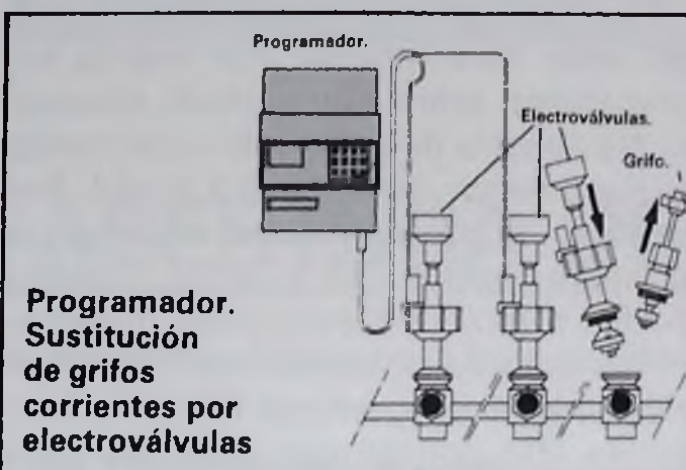 Programador.
Electroválvulas.
Grifo.
Programador.
Sustitución
de grifos
corrientes por
electroválvulas